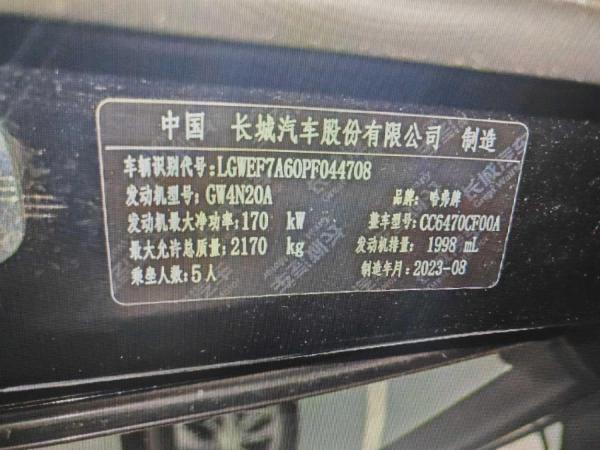 中国 长城汽车股份有限公司 制造
车辆识别代号:LGWEF7A60PF044708
发动机型号:GW4N20A 品牌:哈弗牌
发动机最大净功率:170 kW 整车型号:CC6470CF00A
最大允许总质量:2170 kg 发动机排量:1998 mL
乘坐人数:5人 制造年月:2023-08